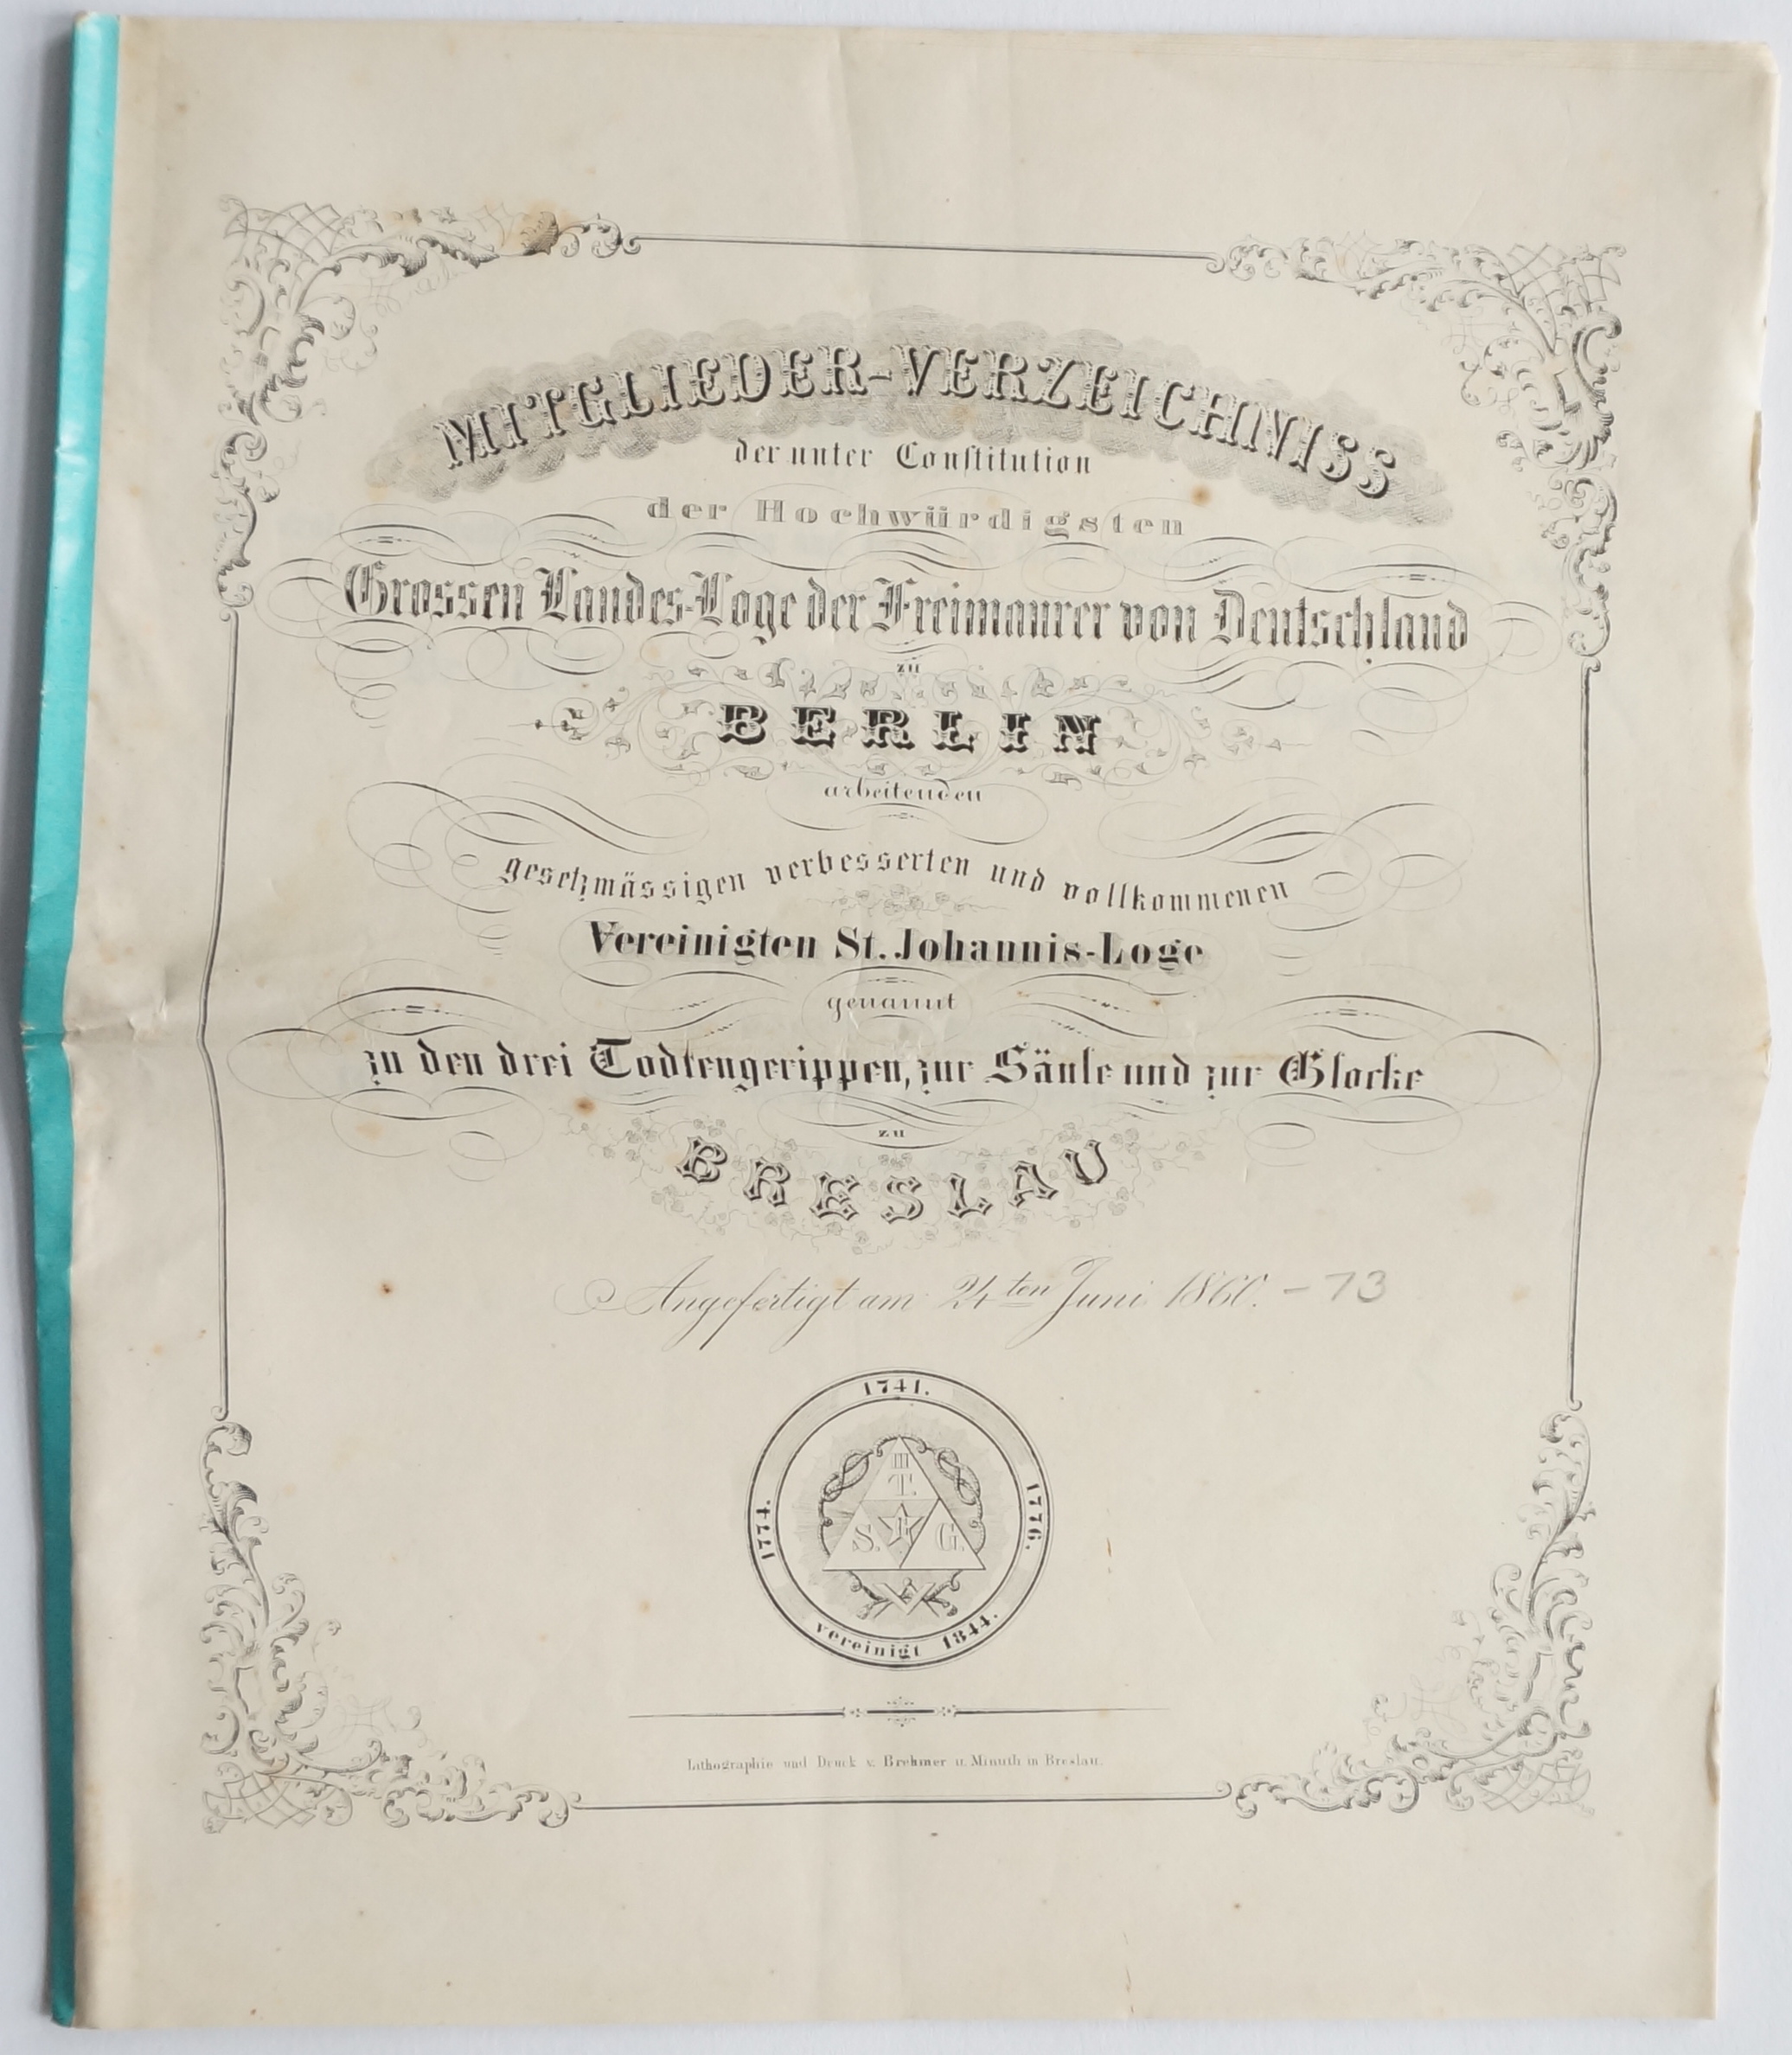 MITGLIEDER-VERZEICHNISS
der unter Constitution
der Hochwürdigsten
Grossen Landes-Loge der Freimaurer von Deutschland
zu
BERLIN
arbeitenden
gesetzmässigen verbesserten und vollkommenen
Vereinigten St. Johannis-Loge
genannt
zu den drei Todtengerippen, zur Säule und zur Glocke
zu
BRESLAU
Angefertigt am 24ten Juni 1860. - 73
1741.
1774.
1776.
III
T.
S. G.
vereinigt 1844.
Lithographie und Druck v. Brehmer u. Minuth in Breslau.